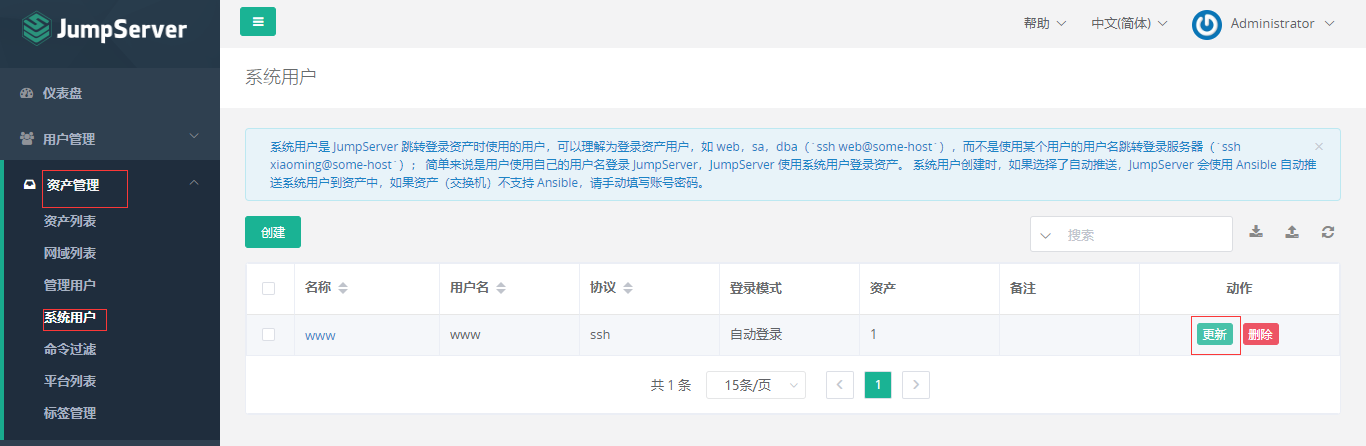 JumpServer
帮助
中文(简体)
Administrator
系统用户
仪表盘
用户管理
资产管理
资产列表
网域列表
管理用户
系统用户
命令过滤
平台列表
标签管理
系统用户是 JumpServer 跳转登录资产时使用的用户，可以理解为登录资产用户，如 web，sa，dba（`ssh web@some-host`），而不是使用某个用户的用户名跳转登录服务器（`ssh
xiaoming@some-host`）； 简单来说是用户使用自己的用户名登录 JumpServer，JumpServer 使用系统用户登录资产。 系统用户创建时，如果选择了自动推送，JumpServer 会使用 Ansible 自动推
送系统用户到资产中，如果资产（交换机）不支持 Ansible，请手动填写账号密码。
创建
搜索
名称 用户名 协议 登录模式 资产 备注 动作
www www ssh 自动登录 1 更新 删除
共 1 条 15条/页 1